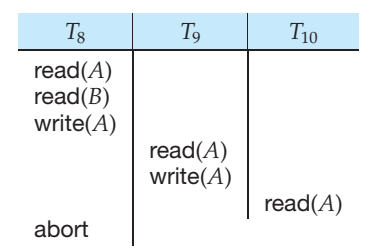 T8 T9 T10
read(A)
read(B)
write(A)
read(A)
write(A)
read(A)
abort